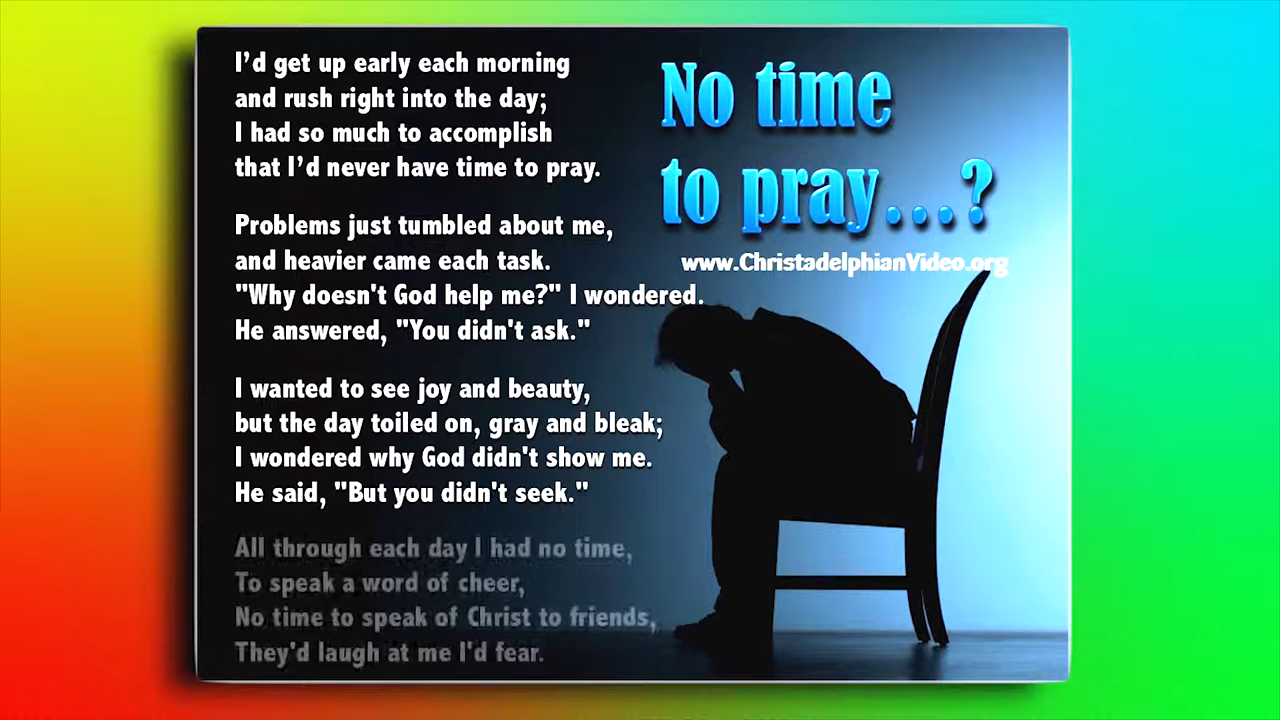 I’d get up early each morning
and rush right into the day;
I had so much to accomplish
that I’d never have time to pray.
Problems just tumbled about me,
and heavier came each task.
"Why doesn't God help me?" I wondered.
He answered, "You didn't ask."
I wanted to see joy and beauty,
but the day toiled on, gray and bleak;
I wondered why God didn't show me.
He said, "But you didn't seek."
All through each day I had no time,
To speak a word of cheer,
No time to speak of Christ to friends,
They'd laugh at me I'd fear.
No time
to pray...?
www.ChristadelphianVideo.org